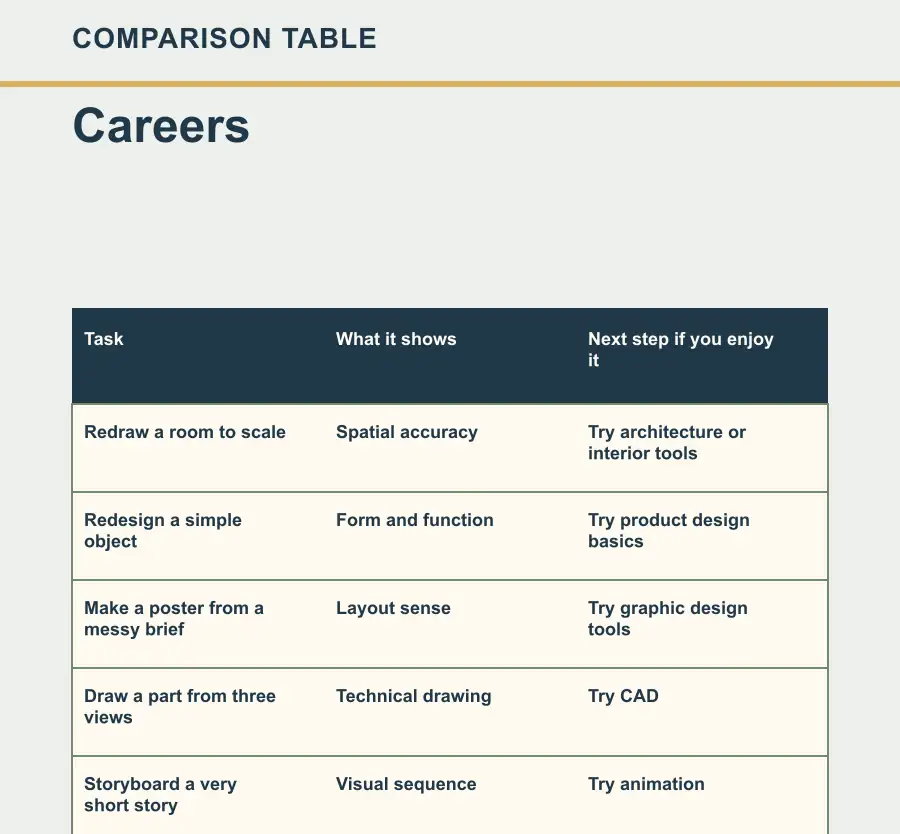 COMPARISON TABLE
Careers
Task
What it shows
Next step if you enjoy
it
Redraw a room to scale
Spatial accuracy
Try architecture or
interior tools
Redesign a simple
object
Form and function
Try product design
basics
Make a poster from a
messy brief
Layout sense
Try graphic design
tools
Draw a part from three
views
Technical drawing
Try CAD
Storyboard a very
short story
Visual sequence
Try animation